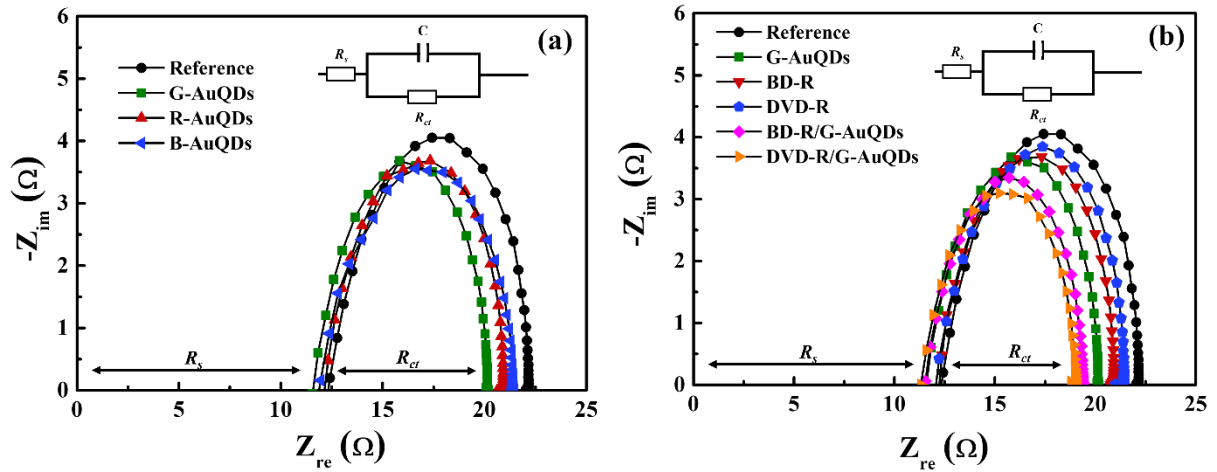 (a)
C
R_s
R_ct
Reference
G-AuQDs
R-AuQDs
B-AuQDs
6
5
4
3
2
1
0
-Z_im (Ω)
R_s
R_ct
0 5 10 15 20 25
Z_re (Ω)
(b)
Reference
G-AuQDs
BD-R
DVD-R
BD-R/G-AuQDs
DVD-R/G-AuQDs
C
R_s
R_ct
6
5
4
3
2
1
0
-Z_im (Ω)
R_s
R_ct
0 5 10 15 20 25
Z_re (Ω)